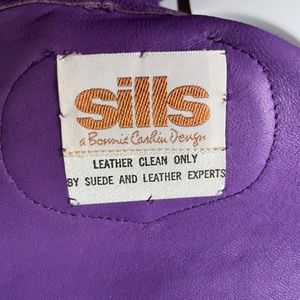 sills
a Bonnie Cashin Design
LEATHER CLEAN ONLY
BY SUEDE AND LEATHER EXPERTS